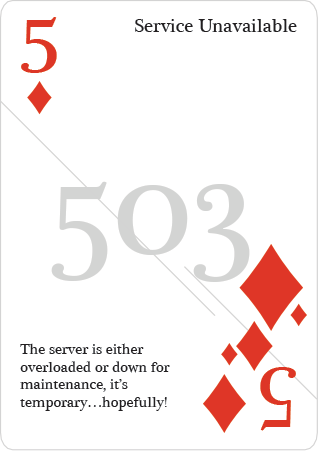 5
Service Unavailable
503
The server is either
overloaded or down for
maintenance, it's
temporary...hopefully!
5